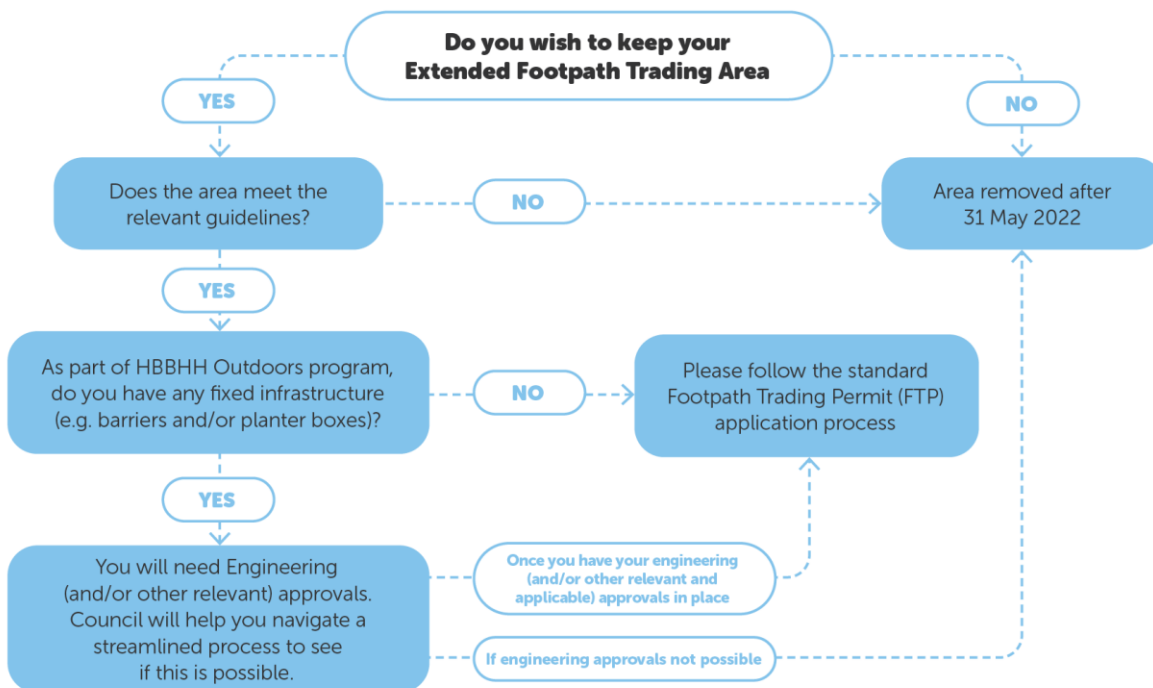 Do you wish to keep your
Extended Footpath Trading Area
YES
NO
Does the area meet the
relevant guidelines?
NO
Area removed after
31 May 2022
YES
As part of HBBHH Outdoors program,
do you have any fixed infrastructure
(e.g. barriers and/or planter boxes)?
NO
Please follow the standard
Footpath Trading Permit (FTP)
application process
YES
You will need Engineering
(and/or other relevant) approvals.
Council will help you navigate a
streamlined process to see
if this is possible.
Once you have your engineering
(and/or other relevant and
applicable) approvals in place
If engineering approvals not possible